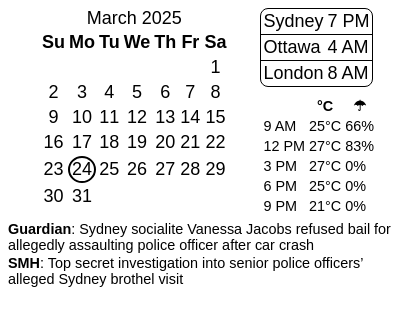 March 2025
Su Mo Tu We Th Fr Sa
1
2 3 4 5 6 7 8
9 10 11 12 13 14 15
16 17 18 19 20 21 22
23 24 25 26 27 28 29
30 31
Sydney 7 PM
Ottawa 4 AM
London 8 AM
°C ☂
9 AM 25°C 66%
12 PM 27°C 83%
3 PM 27°C 0%
6 PM 25°C 0%
9 PM 21°C 0%
Guardian: Sydney socialite Vanessa Jacobs refused bail for
allegedly assaulting police officer after car crash
SMH: Top secret investigation into senior police officers’
alleged Sydney brothel visit